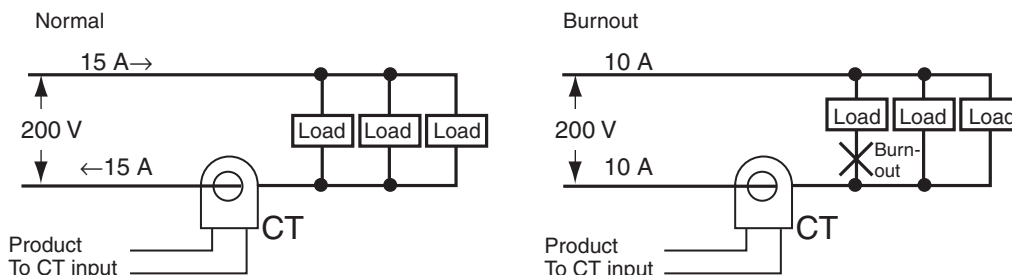 Normal
15 A→
200 V
Load Load Load
←15 A
CT
Product
To CT input
Burnout
10 A
200 V
Load Load Load
Burn-
out
10 A
CT
Product
To CT input